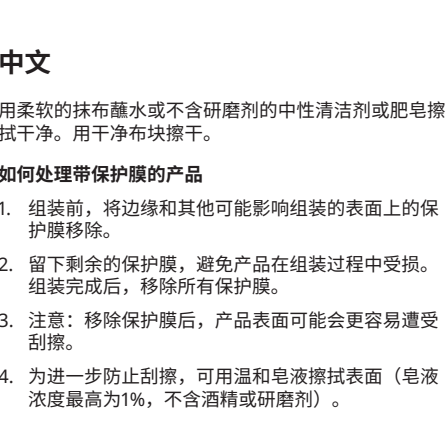 中文
用柔软的抹布蘸水或不含研磨剂的中性清洁剂或肥皂擦
拭干净。用干净布块擦干。
如何处理带保护膜的产品
1. 组装前，将边缘和其他可能影响组装的表面上的保
护膜移除。
2. 留下剩余的保护膜，避免产品在组装过程中受损。
组装完成后，移除所有保护膜。
3. 注意：移除保护膜后，产品表面可能会更容易遭受
刮擦。
4. 为进一步防止刮擦，可用温和皂液擦拭表面（皂液
浓度最高为1%，不含酒精或研磨剂）。